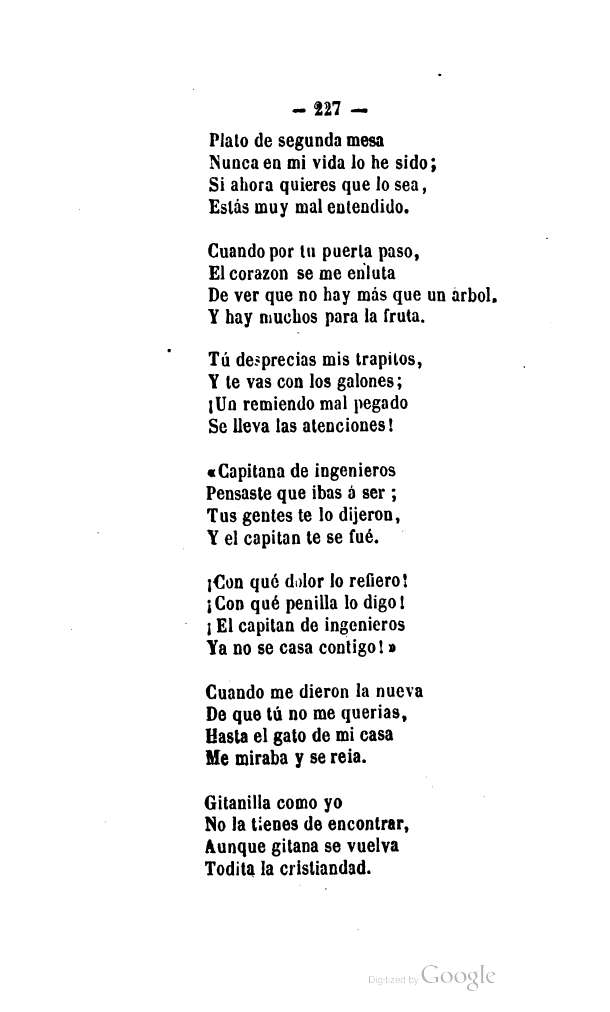 — 227 —
Plato de segunda mesa
Nunca en mi vida lo he sido;
Si ahora quieres que lo sea,
Estás muy mal entendido.
Cuando por tu puerta paso,
El corazon se me enluta
De ver que no hay más que un árbol,
Y hay muchos para la fruta.
Tú desprecias mis trapitos,
Y te vas con los galones;
¡Un remiendo mal pegado
Se lleva las atenciones!
«Capitana de ingenieros
Pensaste que ibas á ser;
Tus gentes te lo dijeron,
Y el capitan te se fué.
¡Con qué dolor lo refiero!
¡Con qué penilla lo digo!
¡El capitan de ingenieros
Ya no se casa contigo!»
Cuando me dieron la nueva
De que tú no me querias,
Hasta el gato de mi casa
Me miraba y se reia.
Gitanilla como yo
No la tienes de encontrar,
Aunque gitana se vuelva
Todita la cristiandad.
Digitized by Google